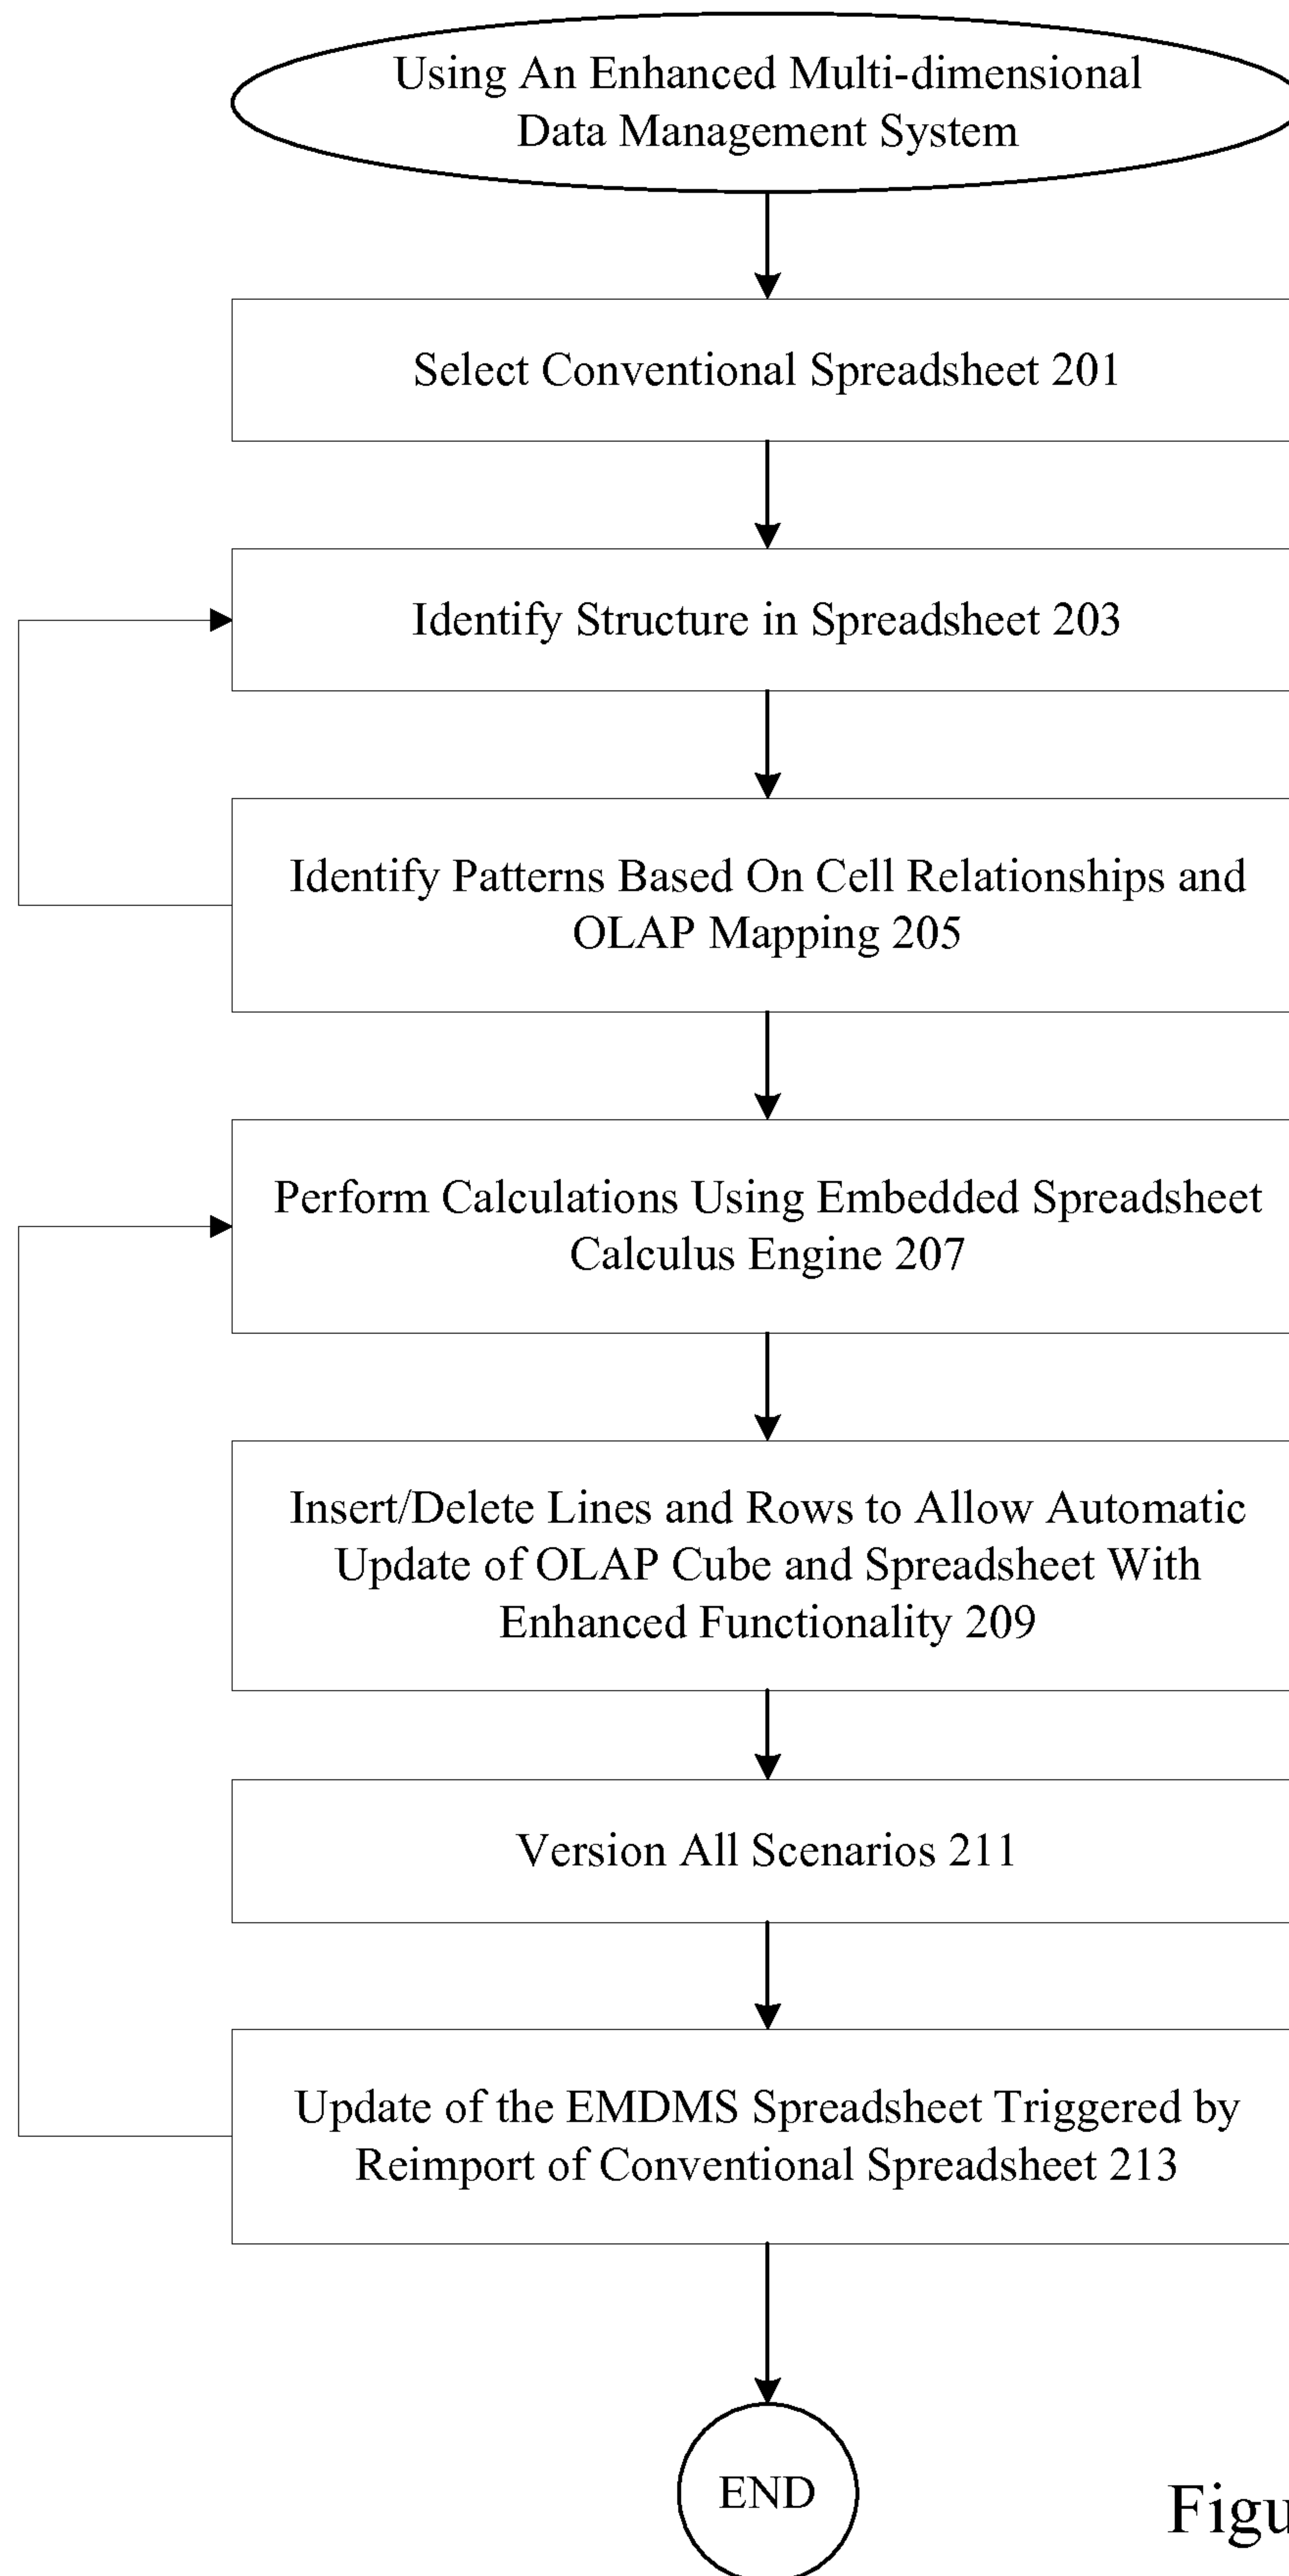 Using An Enhanced Multi-dimensional
Data Management System
Select Conventional Spreadsheet 201
Identify Structure in Spreadsheet 203
Identify Patterns Based On Cell Relationships and
OLAP Mapping 205
Perform Calculations Using Embedded Spreadsheet
Calculus Engine 207
Insert/Delete Lines and Rows to Allow Automatic
Update of OLAP Cube and Spreadsheet With
Enhanced Functionality 209
Version All Scenarios 211
Update of the EMDMS Spreadsheet Triggered by
Reimport of Conventional Spreadsheet 213
END